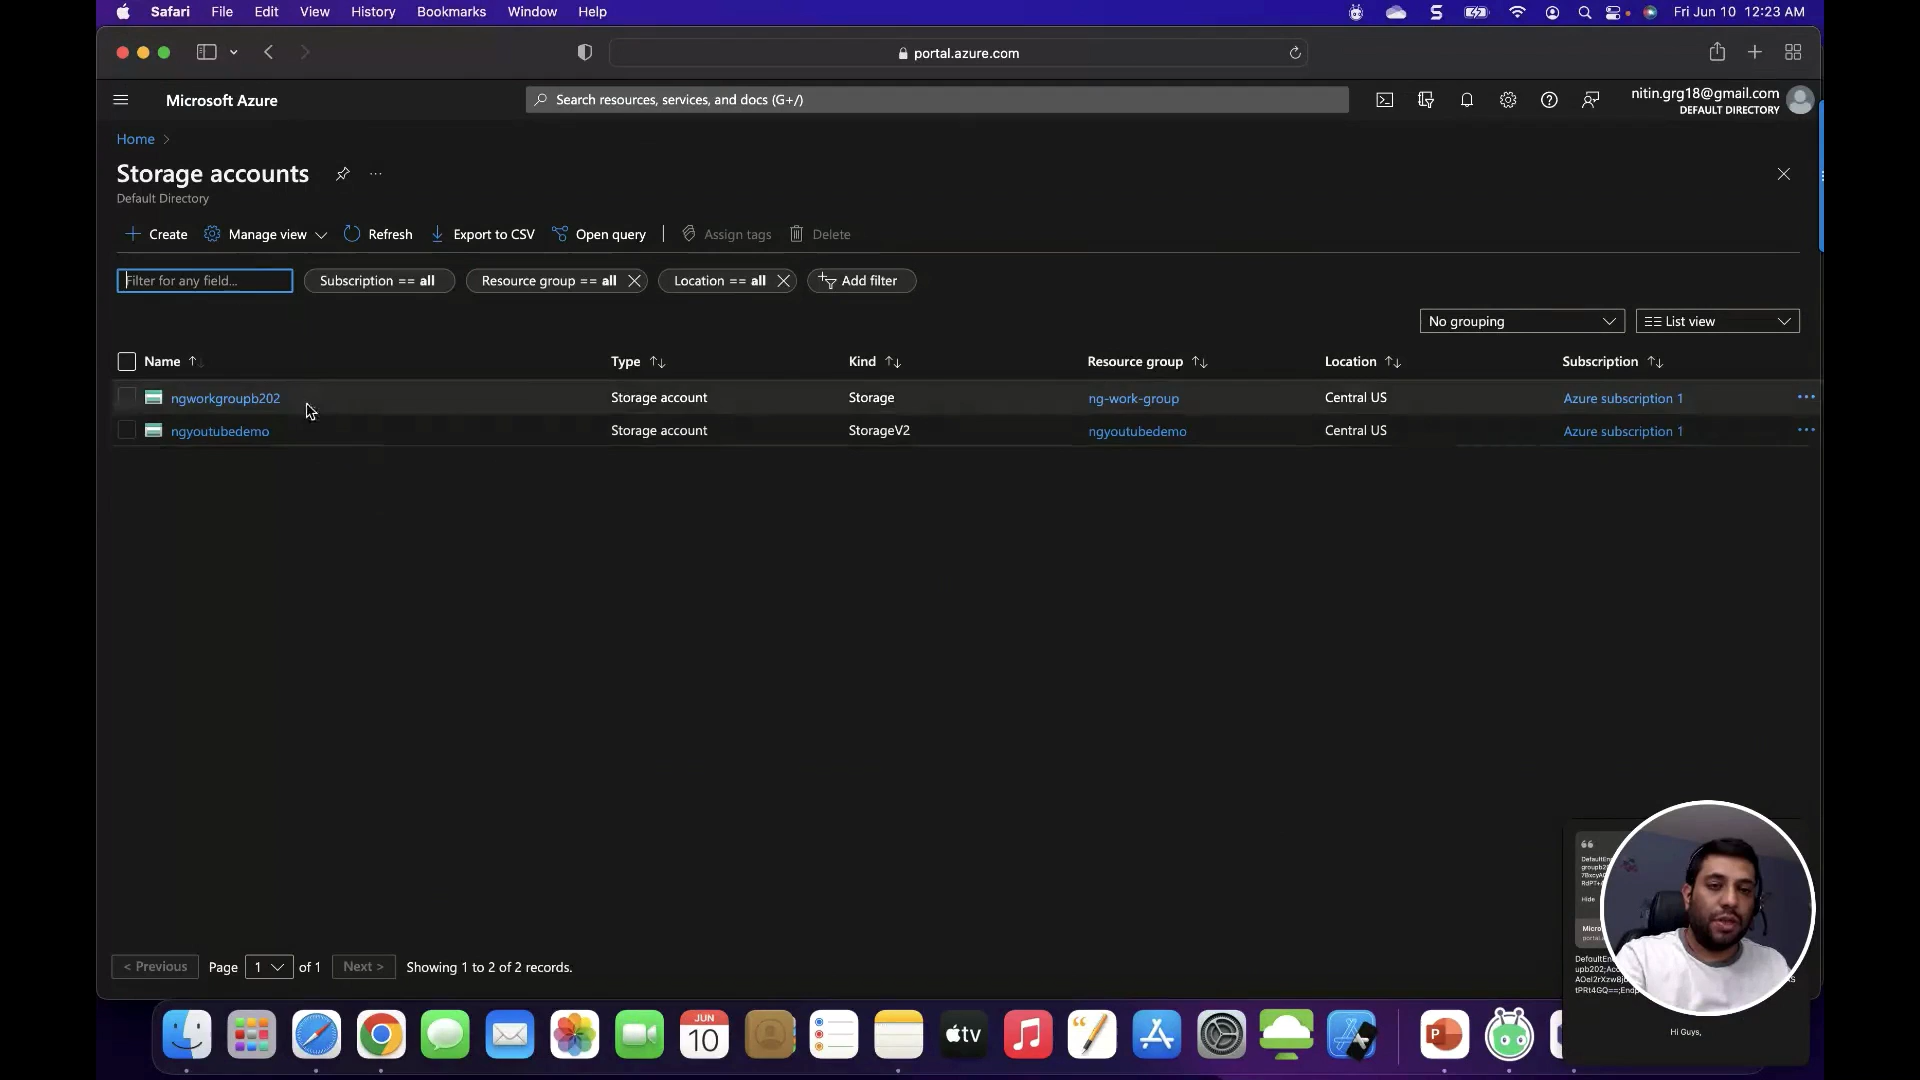 Safari File Edit View History Bookmarks Window Help
S
Fri Jun 10 12:23 AM
portal.azure.com
Microsoft Azure
Search resources, services, and docs (G+/)
nitin.grg18@gmail.com
DEFAULT DIRECTORY
Home >
Storage accounts
Default Directory
+ Create Manage view Refresh Export to CSV Open query Assign tags Delete
Filter for any field...
Subscription == all
Resource group == all
Location == all
Add filter
No grouping
List view
Name Type Kind Resource group Location Subscription
ngworkgroupb202 Storage account Storage ng-work-group Central US Azure subscription 1
ngyoutubedemo Storage account StorageV2 ngyoutubedemo Central US Azure subscription 1
< Previous Page 1 of 1 Next > Showing 1 to 2 of 2 records.
Hide
Hi Guys,
JUN
10
tv
P